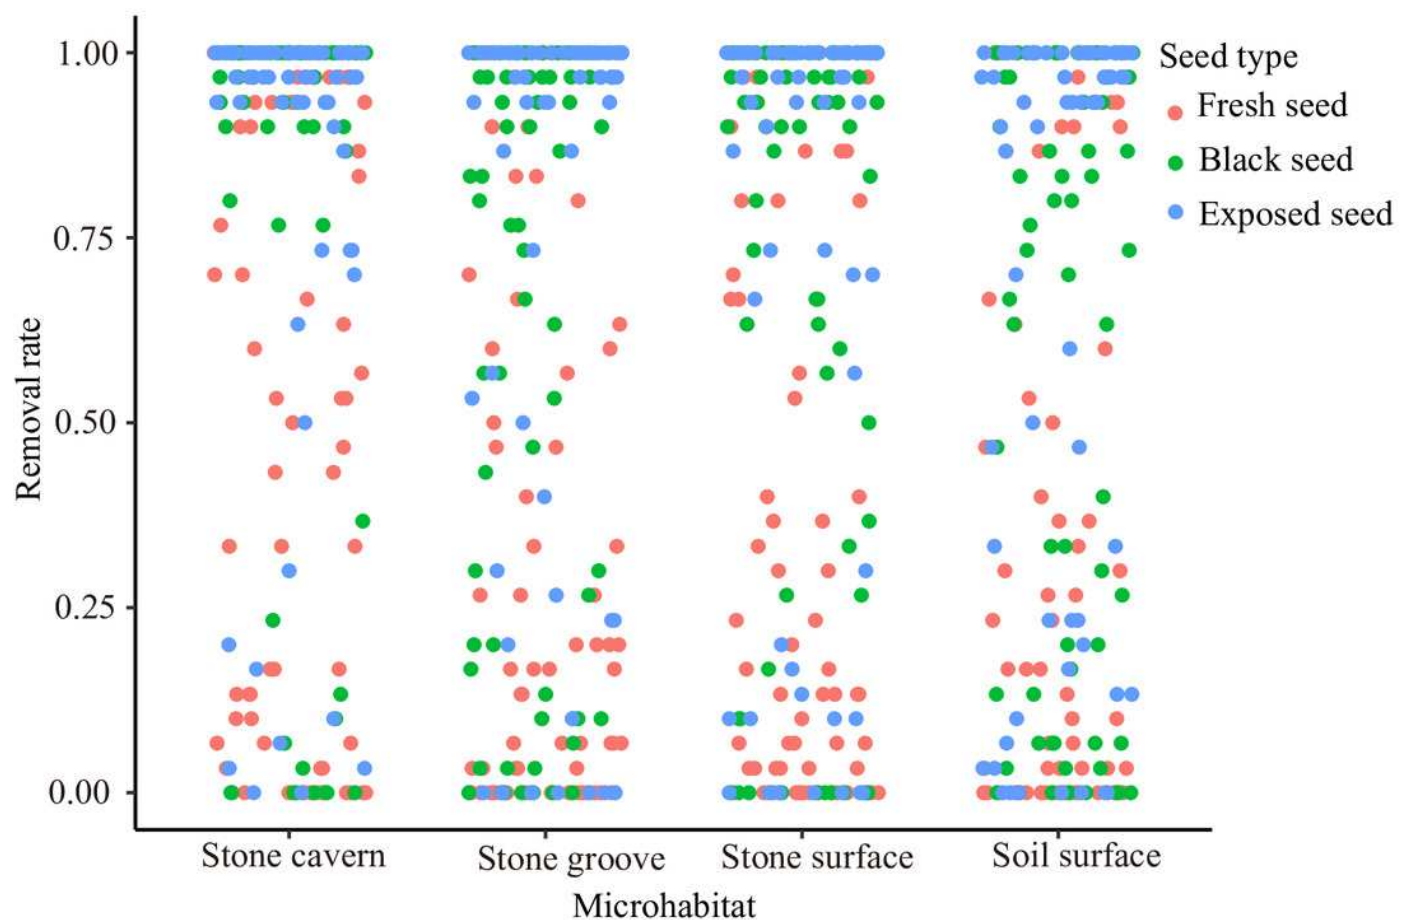 1.00
0.75
0.50
0.25
0.00
Removal rate
Stone cavern
Stone groove
Stone surface
Soil surface
Microhabitat
Seed type
Fresh seed
Black seed
Exposed seed